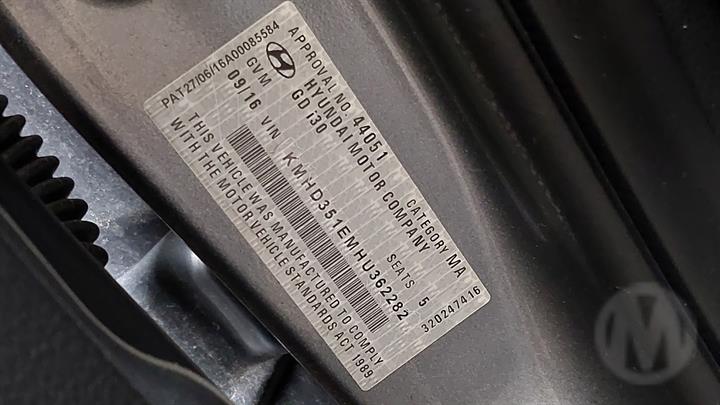 APPROVAL NO. 44051 CATEGORY MA
HYUNDAI MOTOR COMPANY
PAT27/06/16A00085584
GD i30
GVM SEATS 5
09/16 VIN KMHD351EMHU362282 320247416
THIS VEHICLE WAS MANUFACTURED TO COMPLY
WITH THE MOTOR VEHICLE STANDARDS ACT 1989
M